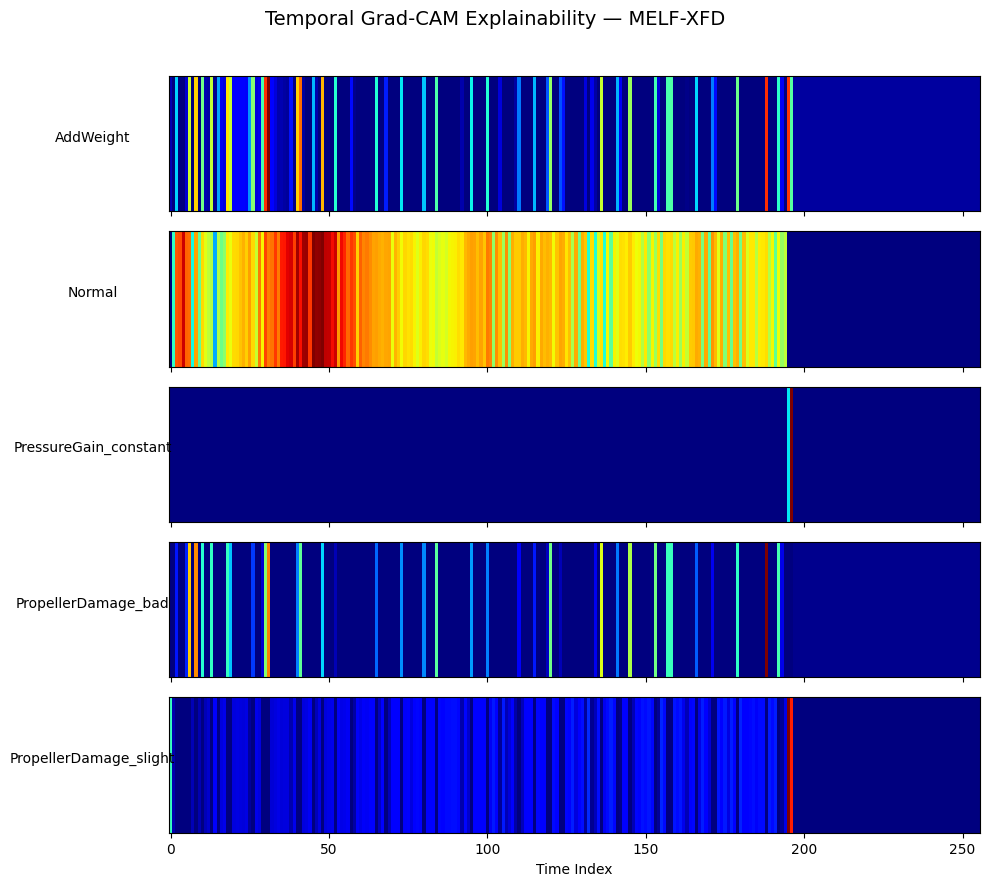 Temporal Grad-CAM Explainability — MELF-XFD
AddWeight
Normal
PressureGain_constant
PropellerDamage_bad
PropellerDamage_slight
0 50 100 150 200 250
Time Index